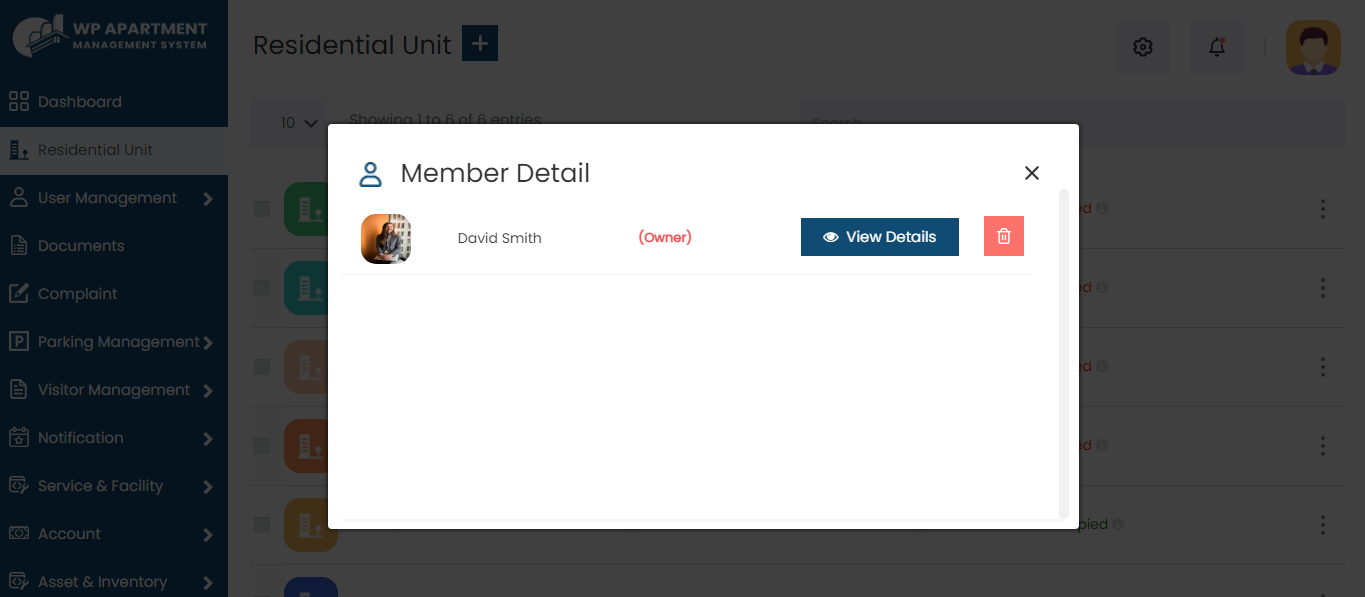 WP APARTMENT
MANAGEMENT SYSTEM
Dashboard
Residential Unit
User Management
Documents
Complaint
Parking Management
Visitor Management
Notification
Service & Facility
Account
Asset & Inventory
Residential Unit +
10
Showing 1 to 6 of 6 entries
Search
Member Detail
David Smith
(Owner)
View Details
ed
ed
ed
ed
pied